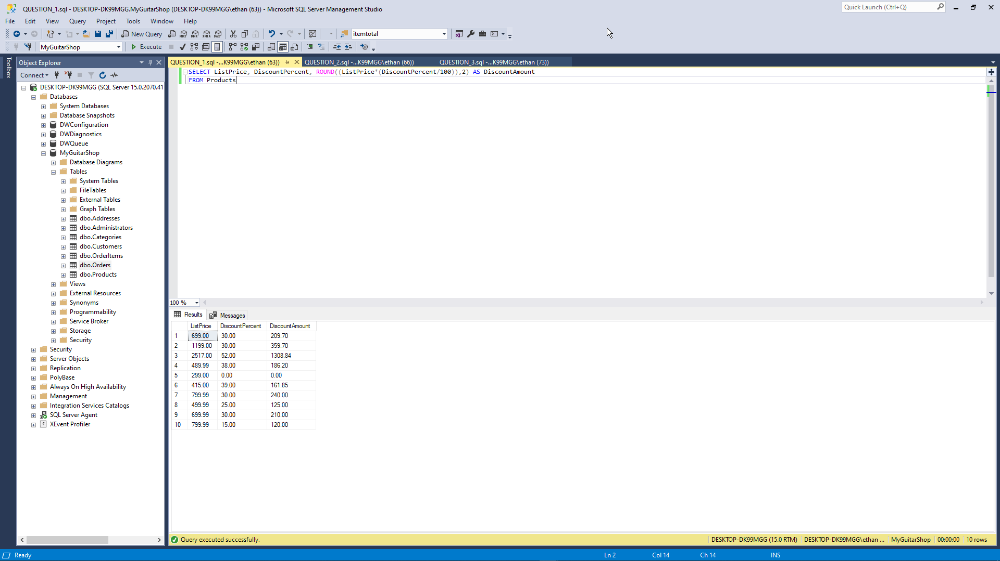 QUESTION_1.sql - DESKTOP-DK99MGG.MyGuitarShop (DESKTOP-DK99MGG\ethan (63)) - Microsoft SQL Server Management Studio
Quick Launch (Ctrl+Q)
File Edit View Query Project Tools Window Help
New Query
MDX DMX XMLA DAX
itemtotal
MyGuitarShop
Execute
Toolbox
Object Explorer
Connect
DESKTOP-DK99MGG (SQL Server 15.0.2070.41
Databases
System Databases
Database Snapshots
DWConfiguration
DWDiagnostics
DWQueue
MyGuitarShop
Database Diagrams
Tables
System Tables
FileTables
External Tables
Graph Tables
dbo.Addresses
dbo.Administrators
dbo.Categories
dbo.Customers
dbo.OrderItems
dbo.Orders
dbo.Products
Views
External Resources
Synonyms
Programmability
Service Broker
Storage
Security
Security
Server Objects
Replication
PolyBase
Always On High Availability
Management
Integration Services Catalogs
SQL Server Agent
XEvent Profiler
QUESTION_1.sql -...K99MGG\ethan (63)) QUESTION_2.sql -...K99MGG\ethan (66)) QUESTION_3.sql -...K99MGG\ethan (73))
SELECT ListPrice, DiscountPercent, ROUND((ListPrice*(DiscountPercent/100)),2) AS DiscountAmount
FROM Products
100 %
Results Messages
ListPrice DiscountPercent DiscountAmount
1 699.00 30.00 209.70
2 1199.00 30.00 359.70
3 2517.00 52.00 1308.84
4 489.99 38.00 186.20
5 299.00 0.00 0.00
6 415.00 39.00 161.85
7 799.99 30.00 240.00
8 499.99 25.00 125.00
9 699.99 30.00 210.00
10 799.99 15.00 120.00
Query executed successfully. DESKTOP-DK99MGG (15.0 RTM) DESKTOP-DK99MGG\ethan ... MyGuitarShop 00:00:00 10 rows
Ready Ln 2 Col 14 Ch 14 INS